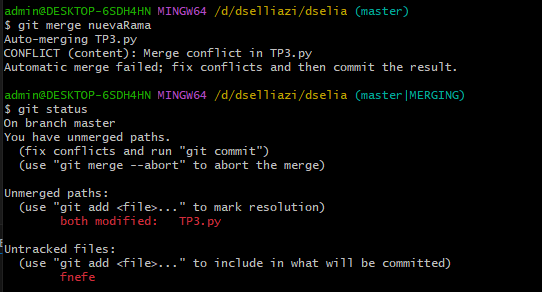 admin@DESKTOP-6SDH4HN MINGW64 /d/dselliazi/dselia (master)
$ git merge nuevaRama
Auto-merging TP3.py
CONFLICT (content): Merge conflict in TP3.py
Automatic merge failed; fix conflicts and then commit the result.
admin@DESKTOP-6SDH4HN MINGW64 /d/dselliazi/dselia (master|MERGING)
$ git status
On branch master
You have unmerged paths.
  (fix conflicts and run "git commit")
  (use "git merge --abort" to abort the merge)
Unmerged paths:
  (use "git add <file>..." to mark resolution)
        both modified:   TP3.py
Untracked files:
  (use "git add <file>..." to include in what will be committed)
        fnefe